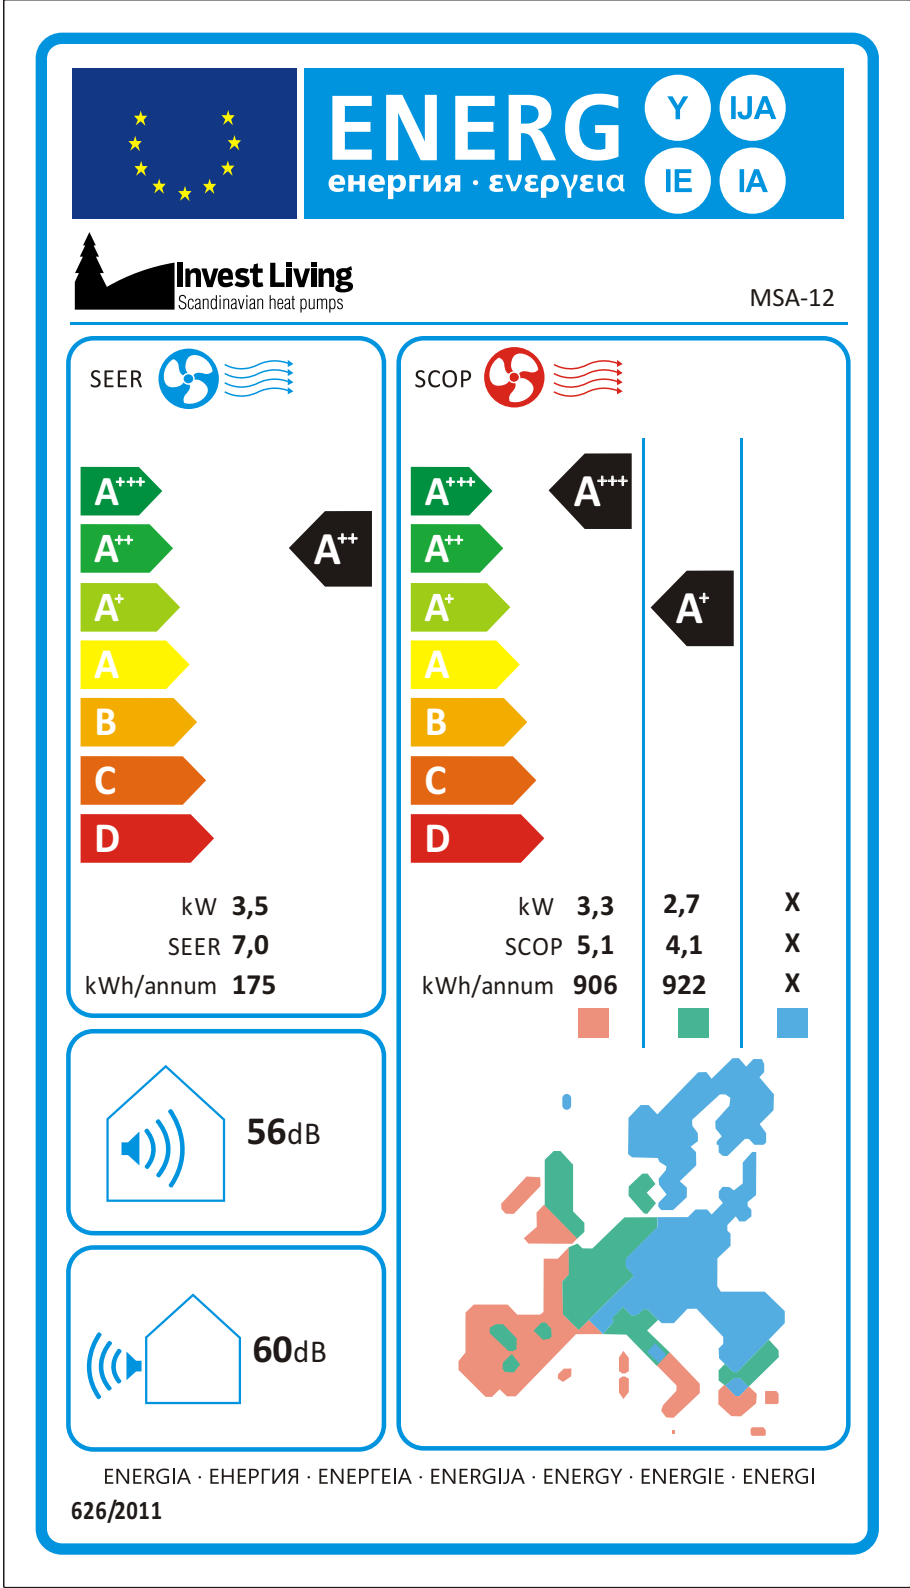 ENERG Y IJA
IE IA
енергия · ενεργεια
Invest Living
Scandinavian heat pumps
MSA-12
SEER
A+++
A++
A++
A+
A
B
C
D
kW 3,5
SEER 7,0
kWh/annum 175
SCOP
A+++
A+++
A++
A+
A+
A
B
C
D
kW 3,3 2,7 X
SCOP 5,1 4,1 X
kWh/annum 906 922 X
56dB
60dB
ENERGIA · ЕНЕРГИЯ · ΕΝΕΡΓΕΙΑ · ENERGIJA · ENERGY · ENERGIE · ENERGI
626/2011